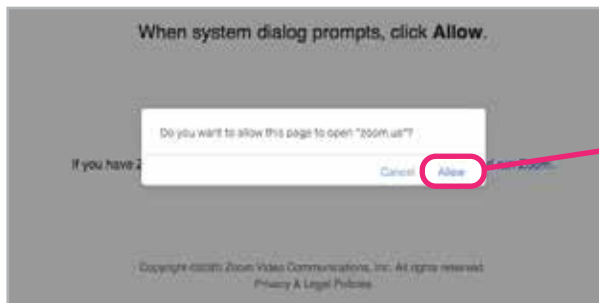 When system dialog prompts, click Allow.
Do you want to allow this page to open "zoom.us"?
If you have Z
Cancel Allow
Copyright ©2020 Zoom Video Communications, Inc. All rights reserved.
Privacy & Legal Policies